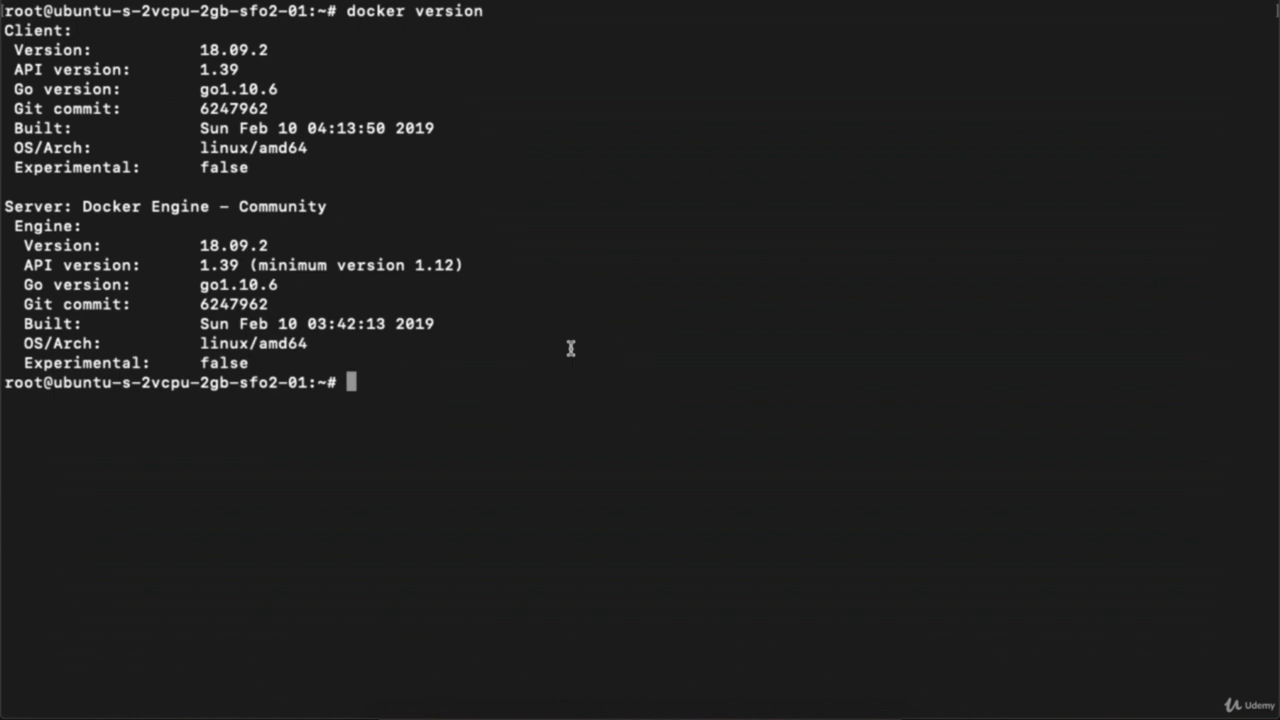 root@ubuntu-s-2vcpu-2gb-sfo2-01:~# docker version
Client:
 Version:           18.09.2
 API version:       1.39
 Go version:        go1.10.6
 Git commit:        6247962
 Built:             Sun Feb 10 04:13:50 2019
 OS/Arch:           linux/amd64
 Experimental:      false

Server: Docker Engine - Community
 Engine:
  Version:          18.09.2
  API version:      1.39 (minimum version 1.12)
  Go version:       go1.10.6
  Git commit:       6247962
  Built:            Sun Feb 10 03:42:13 2019
  OS/Arch:          linux/amd64
  Experimental:     false
root@ubuntu-s-2vcpu-2gb-sfo2-01:~#
Udemy